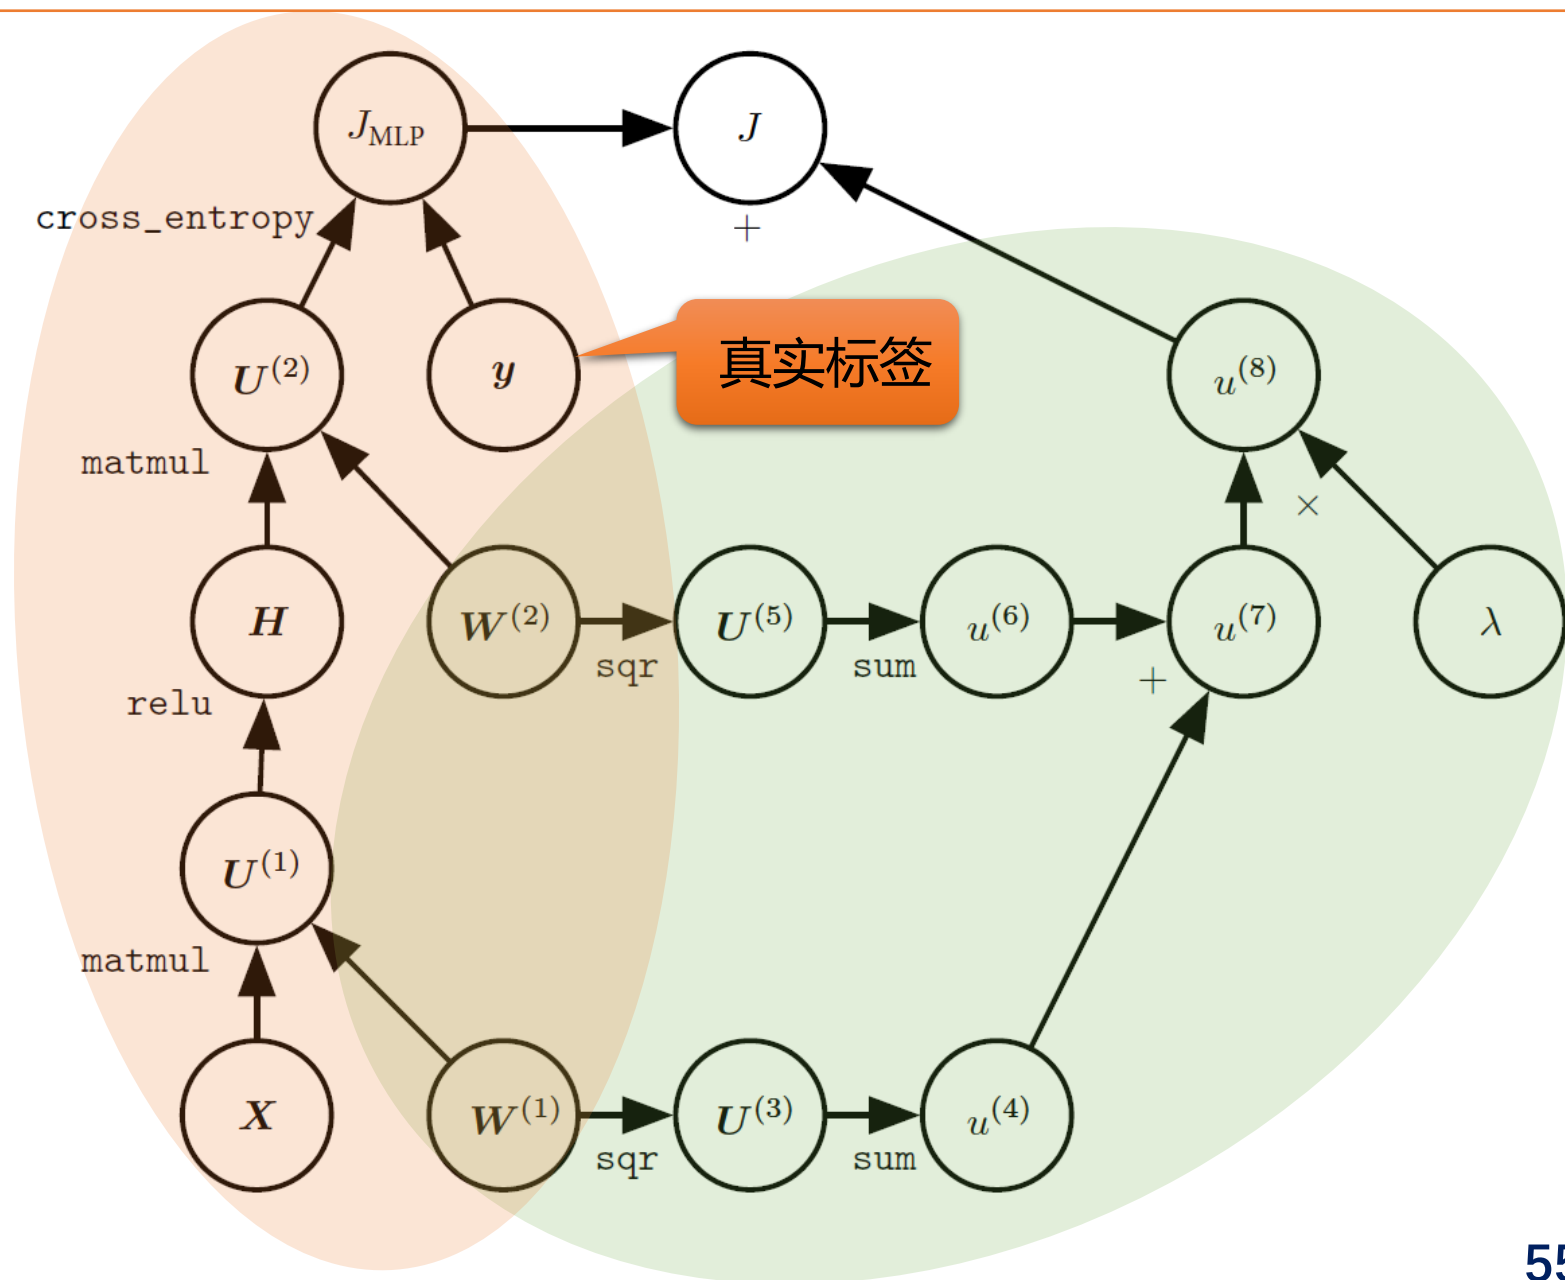 J_MLP
J
cross_entropy
+
真实标签
U^(2)
y
u^(8)
matmul
×
H
W^(2)
U^(5)
u^(6)
u^(7)
λ
sqr
sum
+
relu
U^(1)
matmul
X
W^(1)
U^(3)
u^(4)
sqr
sum
55